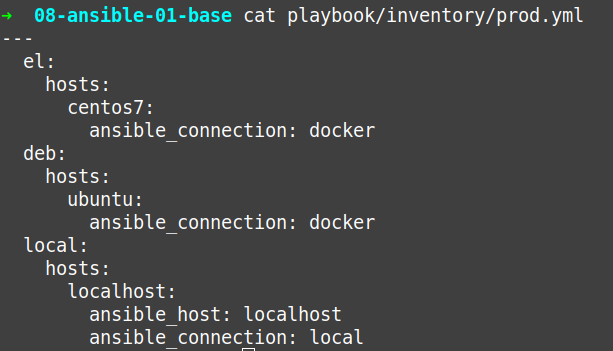 → 08-ansible-01-base cat playbook/inventory/prod.yml
---
  el:
    hosts:
      centos7:
        ansible_connection: docker
  deb:
    hosts:
      ubuntu:
        ansible_connection: docker
  local:
    hosts:
      localhost:
        ansible_host: localhost
        ansible_connection: local